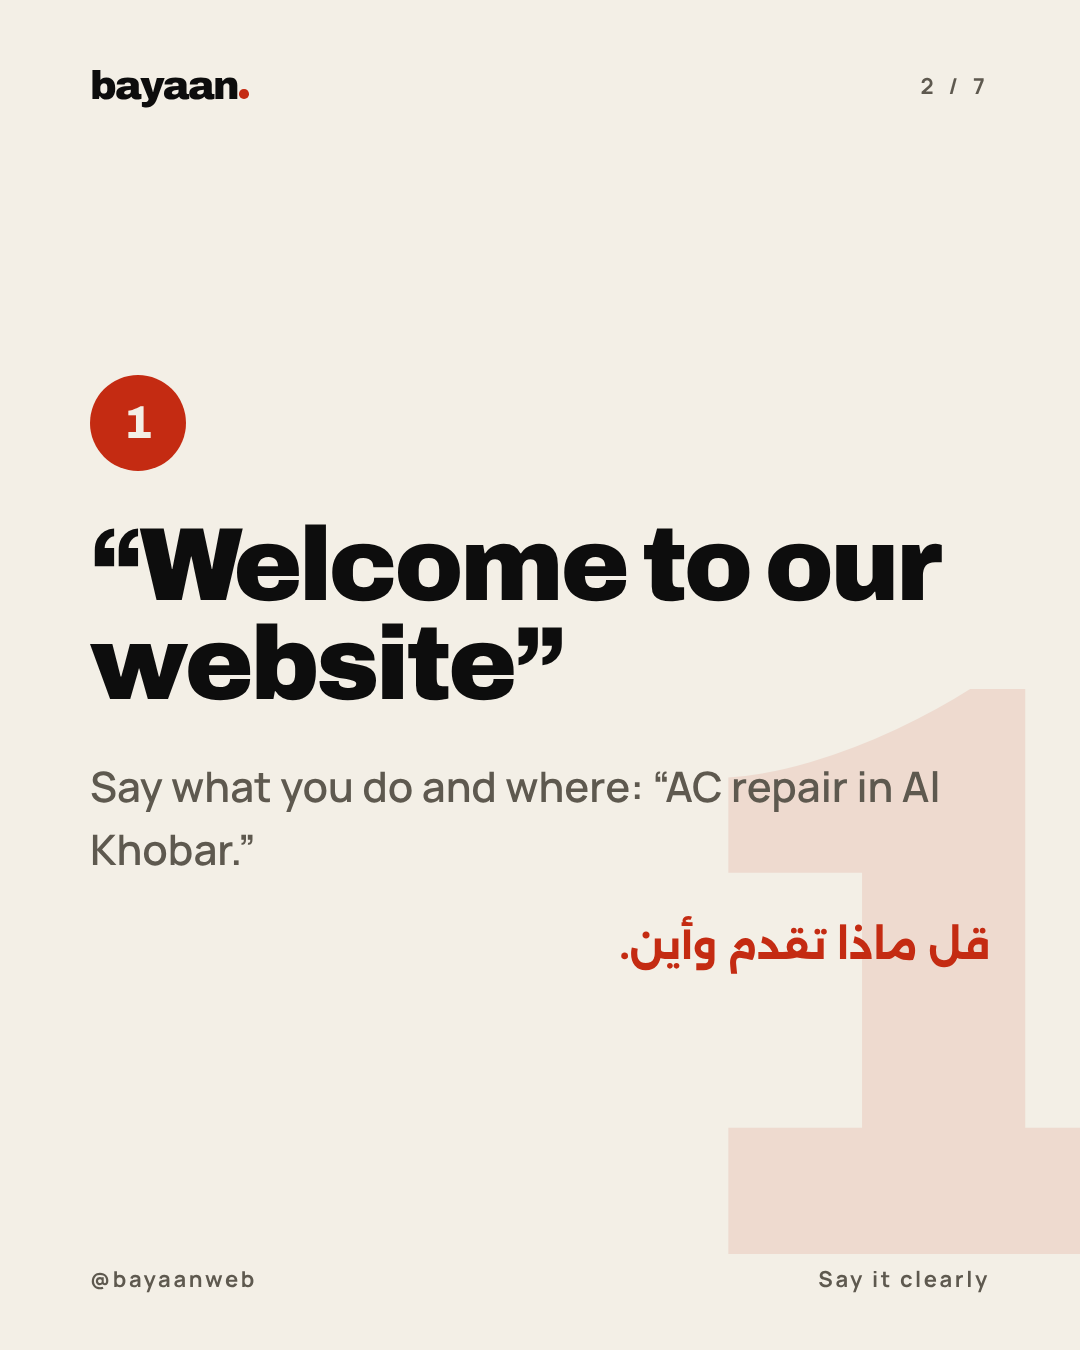 bayaan.
2 / 7
1
“Welcome to our
website”
Say what you do and where: “AC repair in Al
Khobar.”
قل ماذا تقدم وأين.
1
@bayaanweb
Say it clearly